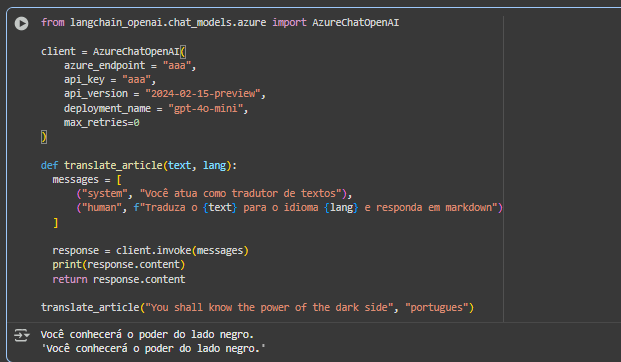 from langchain_openai.chat_models.azure import AzureChatOpenAI
client = AzureChatOpenAI(
    azure_endpoint = "aaa",
    api_key = "aaa",
    api_version = "2024-02-15-preview",
    deployment_name = "gpt-4o-mini",
    max_retries=0
)
def translate_article(text, lang):
  messages = [
      ("system", "Você atua como tradutor de textos"),
      ("human", f"Traduza o {text} para o idioma {lang} e responda em markdown")
  ]
  response = client.invoke(messages)
  print(response.content)
  return response.content
translate_article("You shall know the power of the dark side", "portugues")
Você conhecerá o poder do lado negro.
'Você conhecerá o poder do lado negro.'